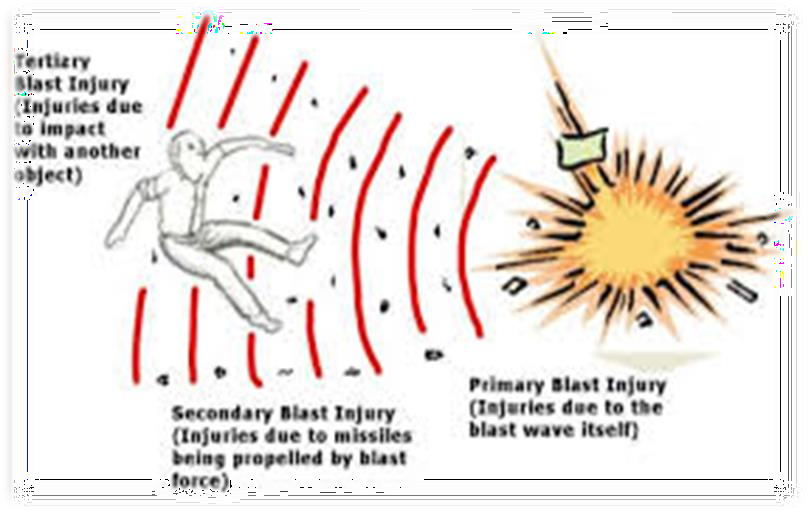 Tertiary
Blast Injury
(Injuries due
to impact
with another
object)
Primary Blast Injury
(Injuries due to the
blast wave itself)
Secondary Blast Injury
(Injuries due to missiles
being propelled by blast
force)